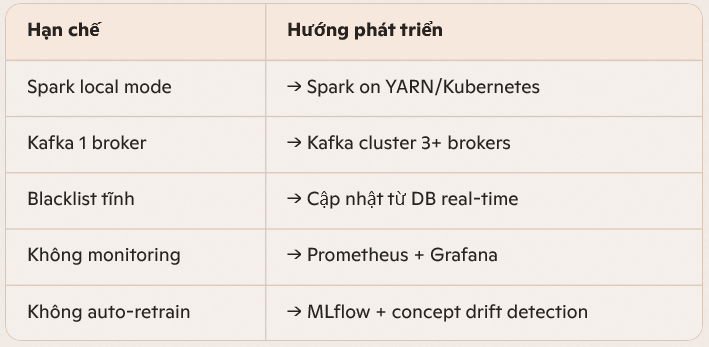 Hạn chế Hướng phát triển
Spark local mode → Spark on YARN/Kubernetes
Kafka 1 broker → Kafka cluster 3+ brokers
Blacklist tĩnh → Cập nhật từ DB real-time
Không monitoring → Prometheus + Grafana
Không auto-retrain → MLflow + concept drift detection